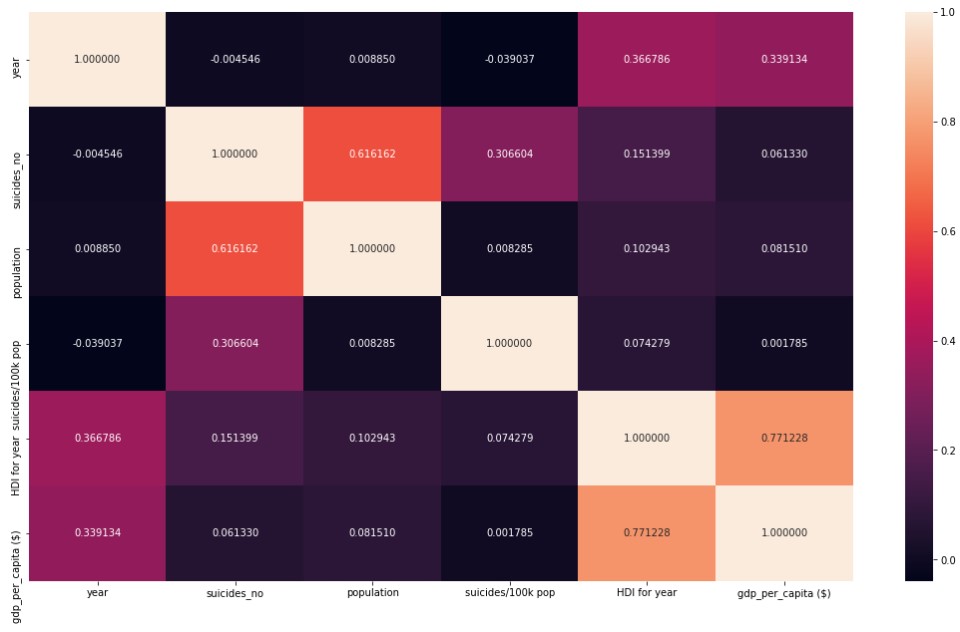 year 1.000000 -0.004546 0.008850 -0.039037 0.366786 0.339134
suicides_no -0.004546 1.000000 0.616162 0.306604 0.151399 0.061330
population 0.008850 0.616162 1.000000 0.008285 0.102943 0.081510
suicides/100k pop -0.039037 0.306604 0.008285 1.000000 0.074279 0.001785
HDI for year 0.366786 0.151399 0.102943 0.074279 1.000000 0.771228
gdp_per_capita ($) 0.339134 0.061330 0.081510 0.001785 0.771228 1.000000
year suicides_no population suicides/100k pop HDI for year gdp_per_capita ($)
1.0
0.8
0.6
0.4
0.2
0.0